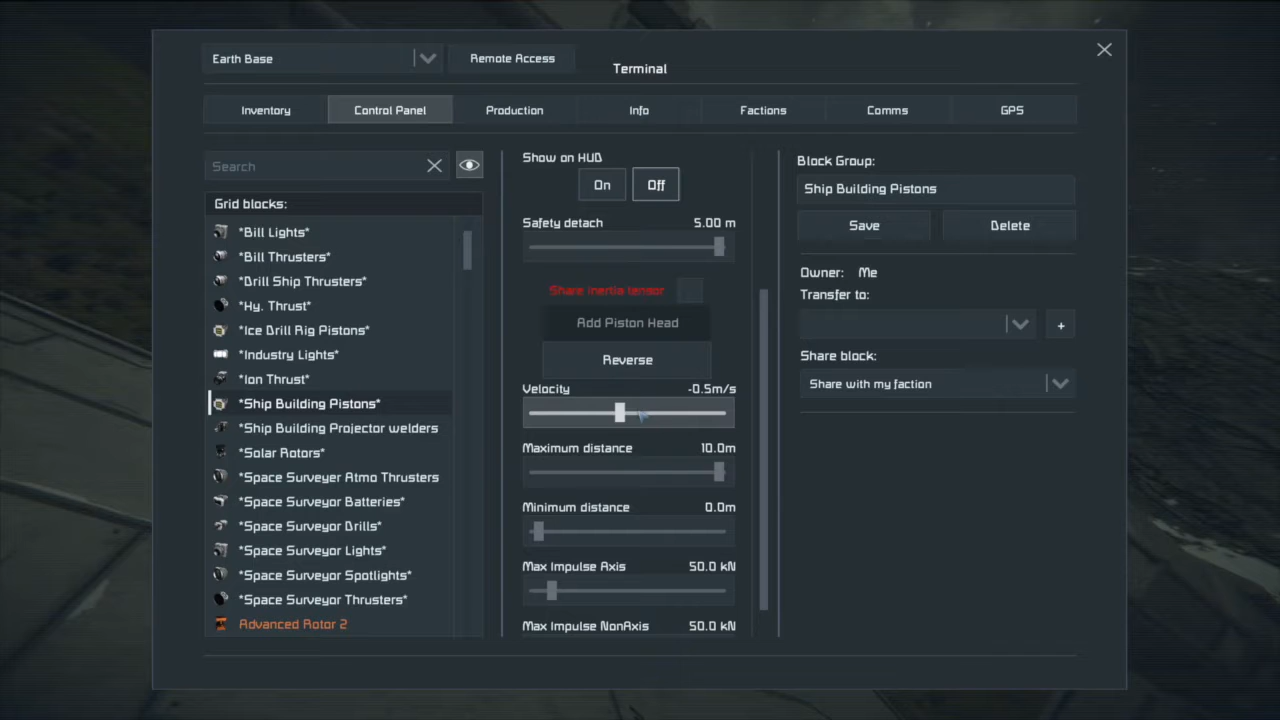 Earth Base
Remote Access
Terminal
Inventory
Control Panel
Production
Info
Factions
Comms
GPS
Search
Grid blocks:
*Bill Lights*
*Bill Thrusters*
*Drill Ship Thrusters*
*Hy. Thrust*
*Ice Drill Rig Pistons*
*Industry Lights*
*Ion Thrust*
*Ship Building Pistons*
*Ship Building Projector welders
*Solar Rotors*
*Space Surveyer Atmo Thrusters
*Space Surveyor Batteries*
*Space Surveyor Drills*
*Space Surveyor Lights*
*Space Surveyor Spotlights*
*Space Surveyor Thrusters*
Advanced Rotor 2
Show on HUD
On Off
Safety detach 5.00 m
Share inertia tensor
Add Piston Head
Reverse
Velocity -0.5m/s
Maximum distance 10.0m
Minimum distance 0.0m
Max Impulse Axis 50.0 kN
Max Impulse NonAxis 50.0 kN
Block Group:
Ship Building Pistons
Save Delete
Owner: Me
Transfer to:
+
Share block:
Share with my faction